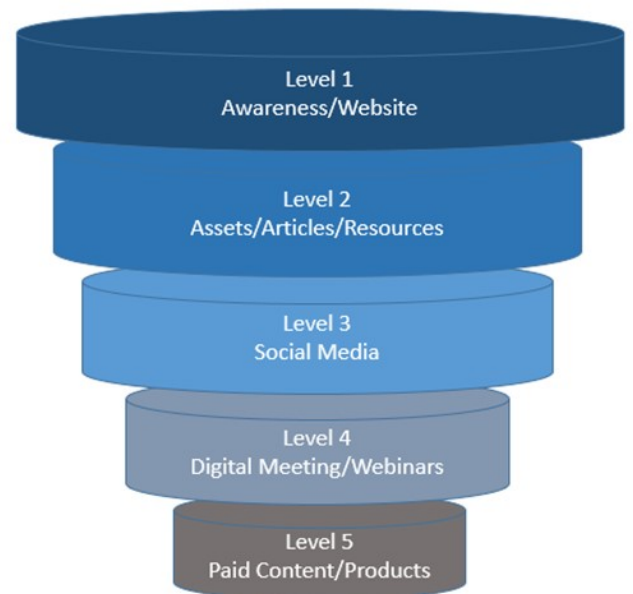 Level 1
Awareness/Website
Level 2
Assets/Articles/Resources
Level 3
Social Media
Level 4
Digital Meeting/Webinars
Level 5
Paid Content/Products